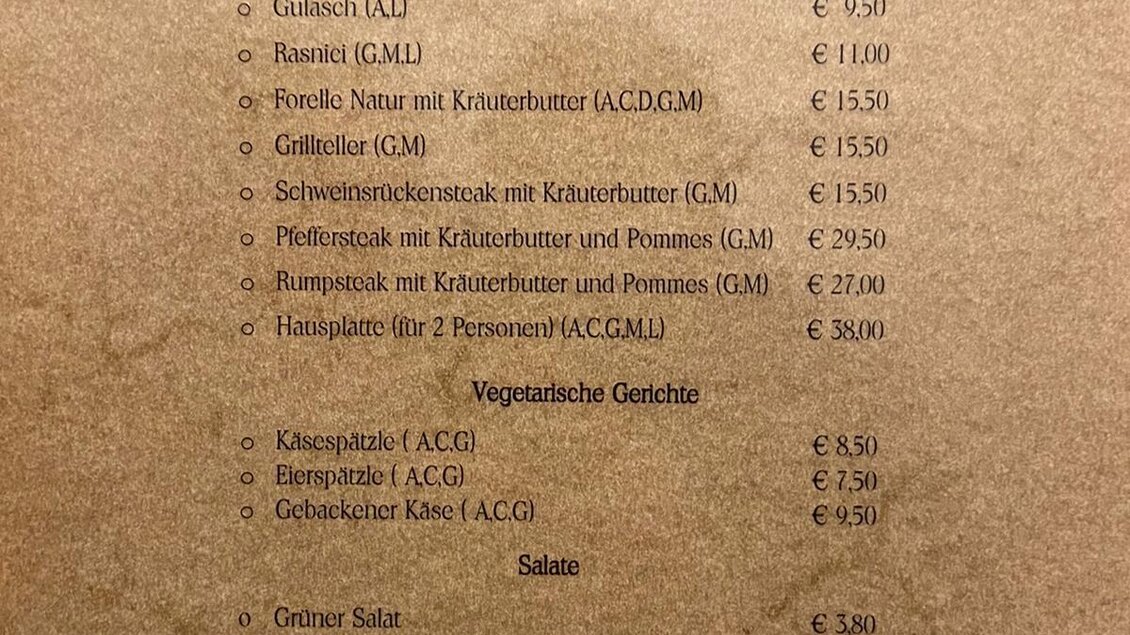 o Gulasch (A,L) € 9,50
o Rasnici (G,M,L) € 11,00
o Forelle Natur mit Kräuterbutter (A,C,D,G,M) € 15,50
o Grillteller (G,M) € 15,50
o Schweinsrückensteak mit Kräuterbutter (G,M) € 15,50
o Pfeffersteak mit Kräuterbutter und Pommes (G,M) € 29,50
o Rumpsteak mit Kräuterbutter und Pommes (G,M) € 27,00
o Hausplatte (für 2 Personen) (A,C,G,M,L) € 38,00
Vegetarische Gerichte
o Käsespätzle ( A,C,G) € 8,50
o Eierspätzle ( A,C,G) € 7,50
o Gebackener Käse ( A,C,G) € 9,50
Salate
o Grüner Salat € 3,80